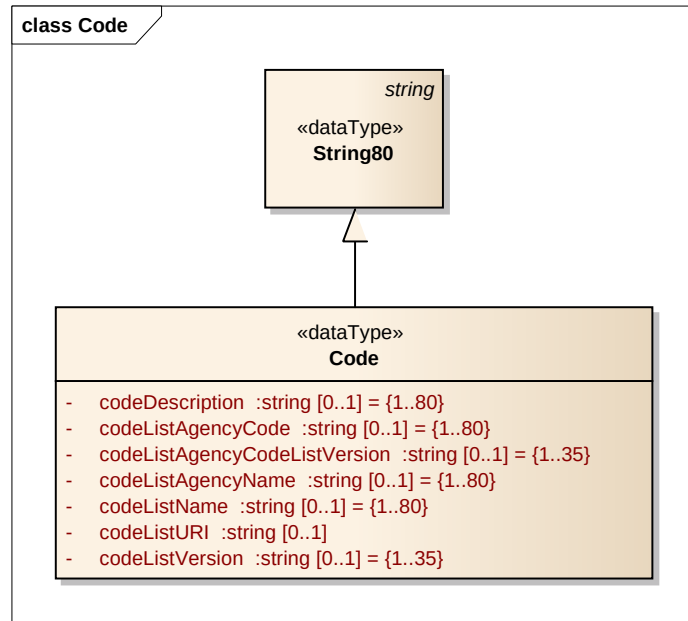 class Code
string
«dataType»
String80
«dataType»
Code
- codeDescription :string [0..1] = {1..80}
- codeListAgencyCode :string [0..1] = {1..80}
- codeListAgencyCodeListVersion :string [0..1] = {1..35}
- codeListAgencyName :string [0..1] = {1..80}
- codeListName :string [0..1] = {1..80}
- codeListURI :string [0..1]
- codeListVersion :string [0..1] = {1..35}